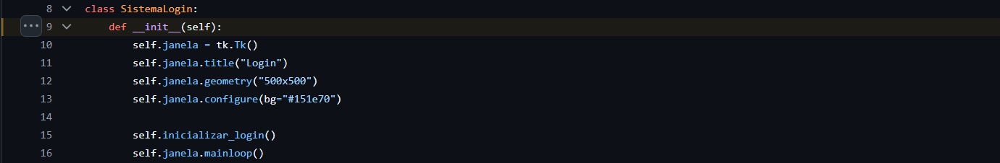 8 class SistemaLogin:
9 def __init__(self):
10 self.janela = tk.Tk()
11 self.janela.title("Login")
12 self.janela.geometry("500x500")
13 self.janela.configure(bg="#151e70")
14
15 self.inicializar_login()
16 self.janela.mainloop()